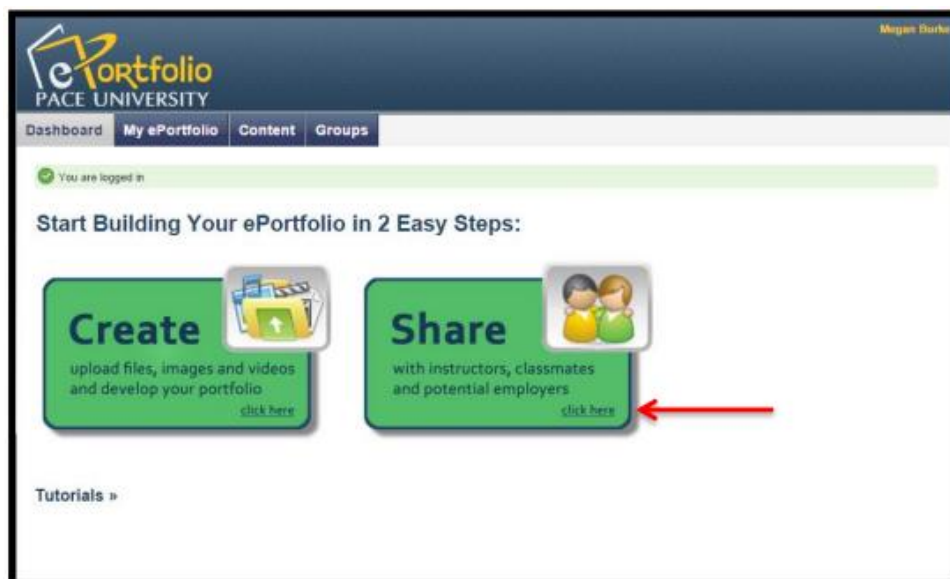 Megan Burke
ePortfolio
PACE UNIVERSITY
Dashboard My ePortfolio Content Groups
You are logged in
Start Building Your ePortfolio in 2 Easy Steps:
Create
upload files, images and videos
and develop your portfolio
click here
Share
with instructors, classmates
and potential employers
click here
Tutorials »